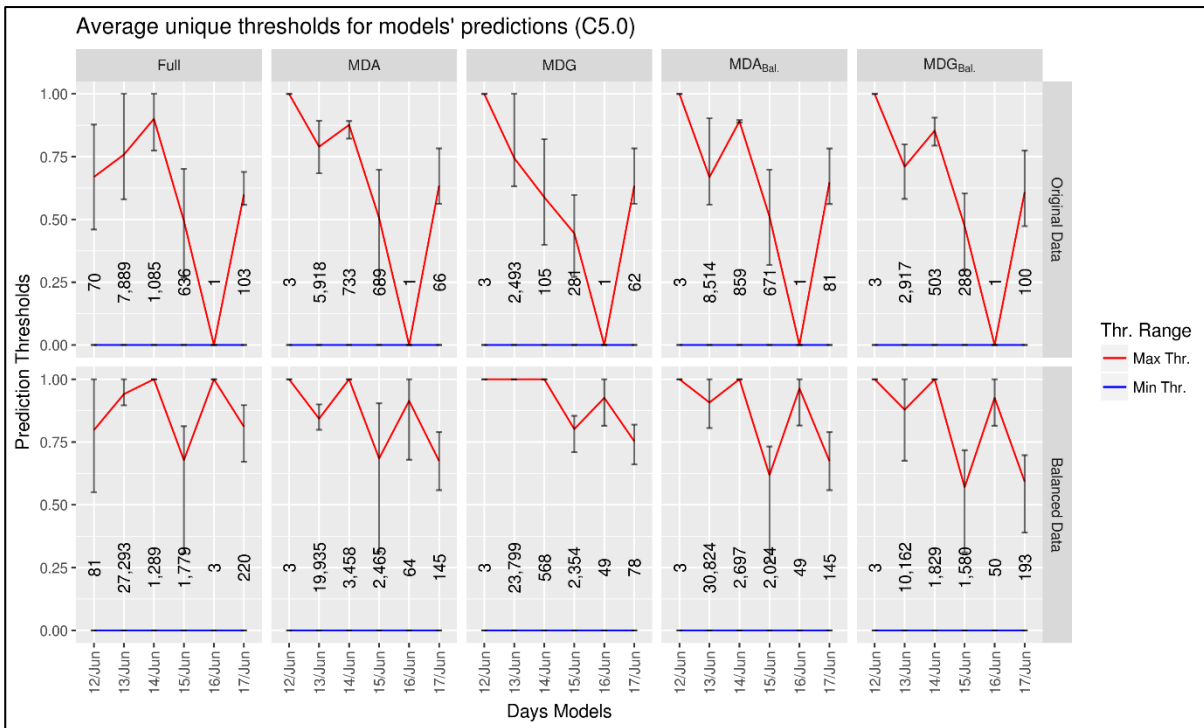 Average unique thresholds for models' predictions (C5.0)
Full MDA MDG MDABal. MDGBal.
Prediction Thresholds
1.00
0.75
0.50
0.25
0.00
70 7,889 1,085 636 1 103
3 5,918 733 689 1 66
3 2,493 105 281 1 62
3 8,514 859 671 1 81
3 2,917 503 288 1 100
Original Data
1.00
0.75
0.50
0.25
0.00
81 27,293 1,289 1,779 3 220
3 19,935 3,458 2,465 64 145
3 23,799 568 2,354 49 78
3 30,824 2,697 2,024 49 145
3 10,162 1,829 1,580 50 193
Balanced Data
12/Jun 13/Jun 14/Jun 15/Jun 16/Jun 17/Jun
12/Jun 13/Jun 14/Jun 15/Jun 16/Jun 17/Jun
12/Jun 13/Jun 14/Jun 15/Jun 16/Jun 17/Jun
12/Jun 13/Jun 14/Jun 15/Jun 16/Jun 17/Jun
12/Jun 13/Jun 14/Jun 15/Jun 16/Jun 17/Jun
Days Models
Thr. Range
Max Thr.
Min Thr.